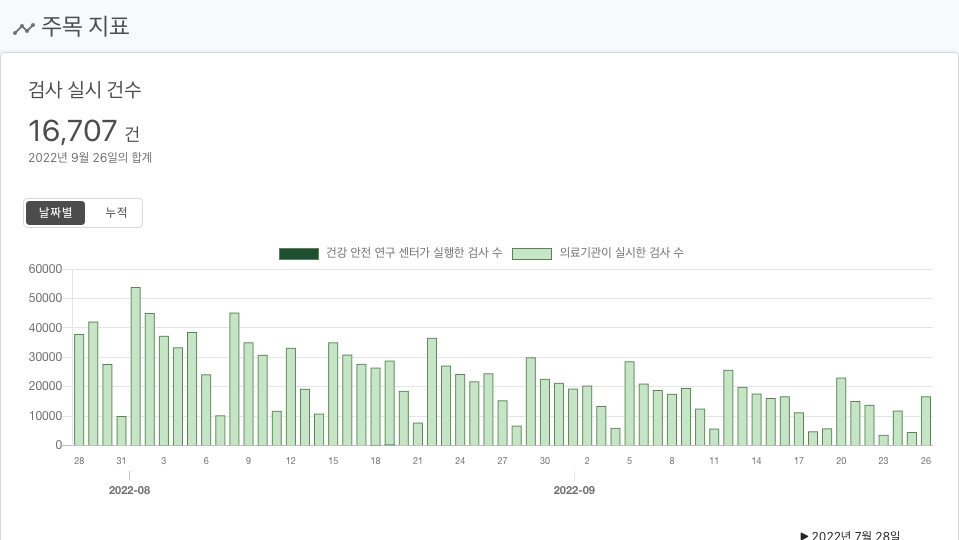 주목 지표
검사 실시 건수
16,707 건
2022년 9월 26일의 합계
날짜별 누적
건강 안전 연구 센터가 실행한 검사 수 의료기관이 실시한 검사 수
60000
50000
40000
30000
20000
10000
0
28 31 3 6 9 12 15 18 21 24 27 30 2 5 8 11 14 17 20 23 26
2022-08 2022-09
▶ 2022년 7월 28일